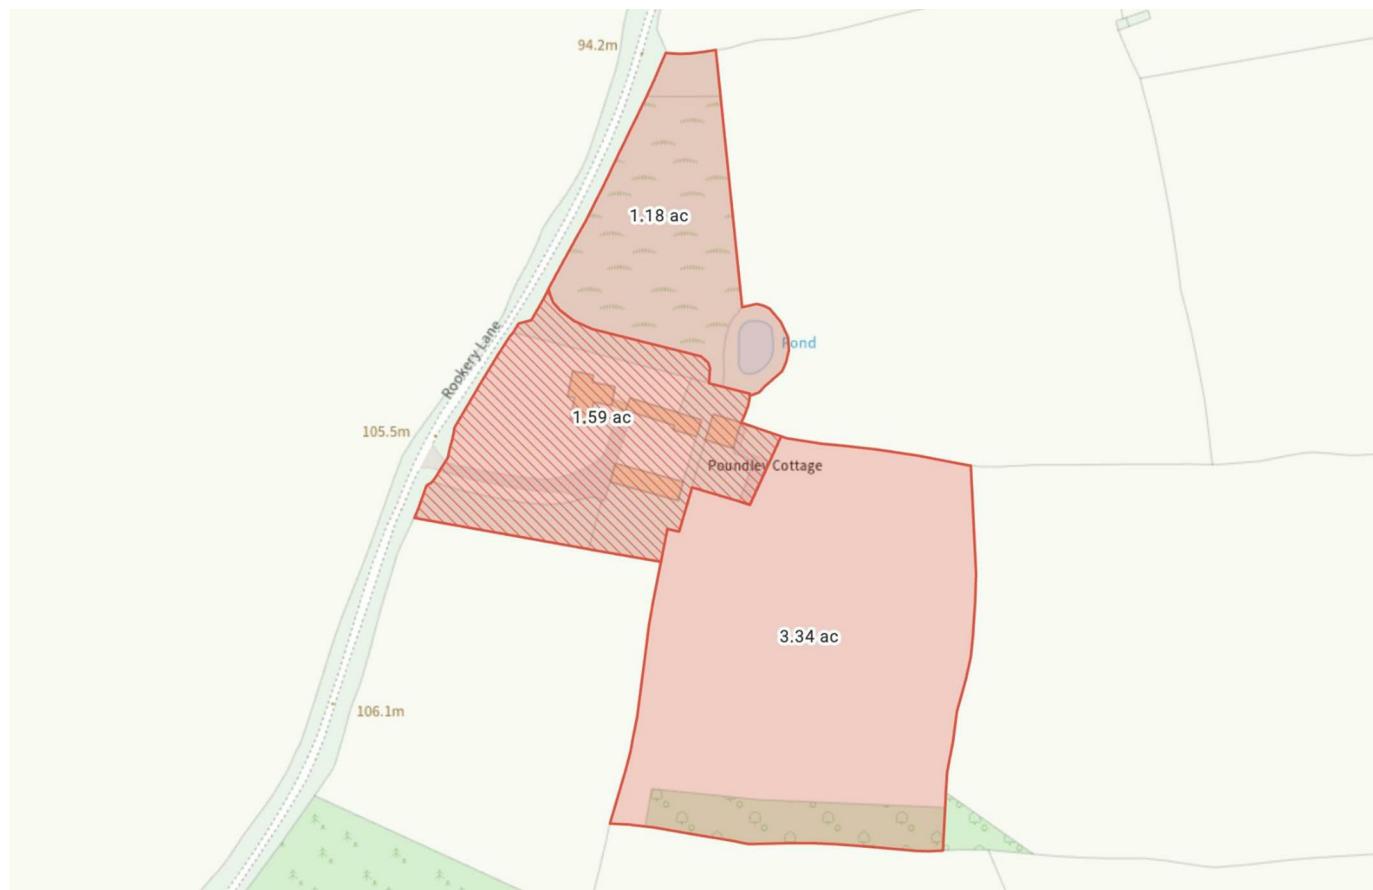 94.2m
1.18 ac
Rookery Lane
Pond
1.59 ac
105.5m
Poundley Cottage
3.34 ac
106.1m